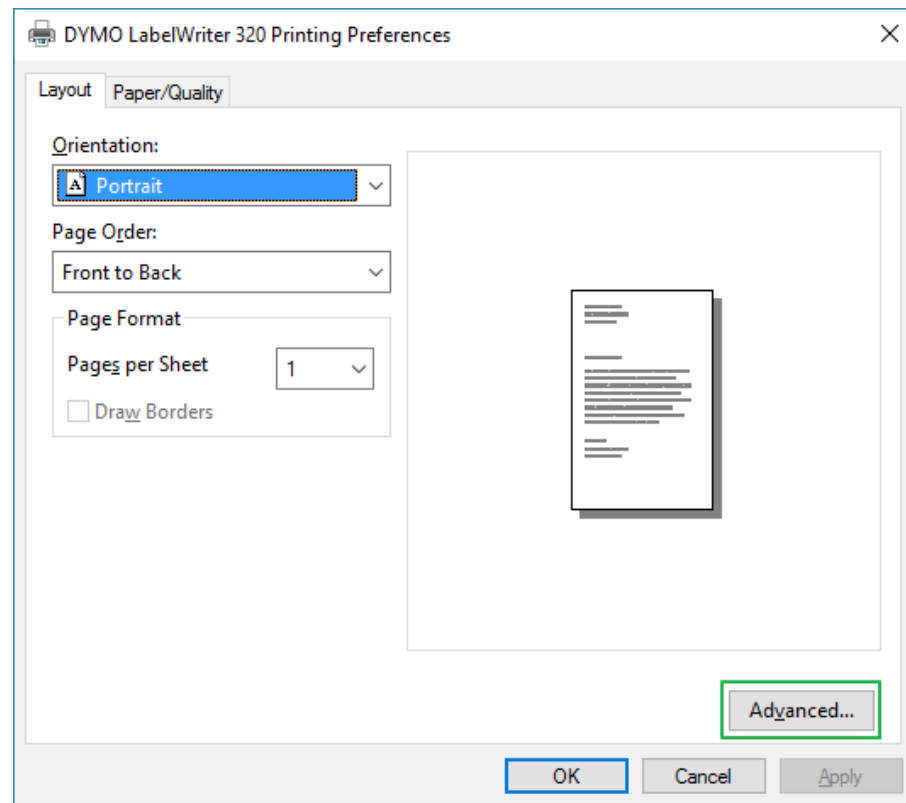 DYMO LabelWriter 320 Printing Preferences
Layout Paper/Quality
Orientation:
A Portrait
Page Order:
Front to Back
Page Format
Pages per Sheet 1
Draw Borders
Advanced...
OK Cancel Apply